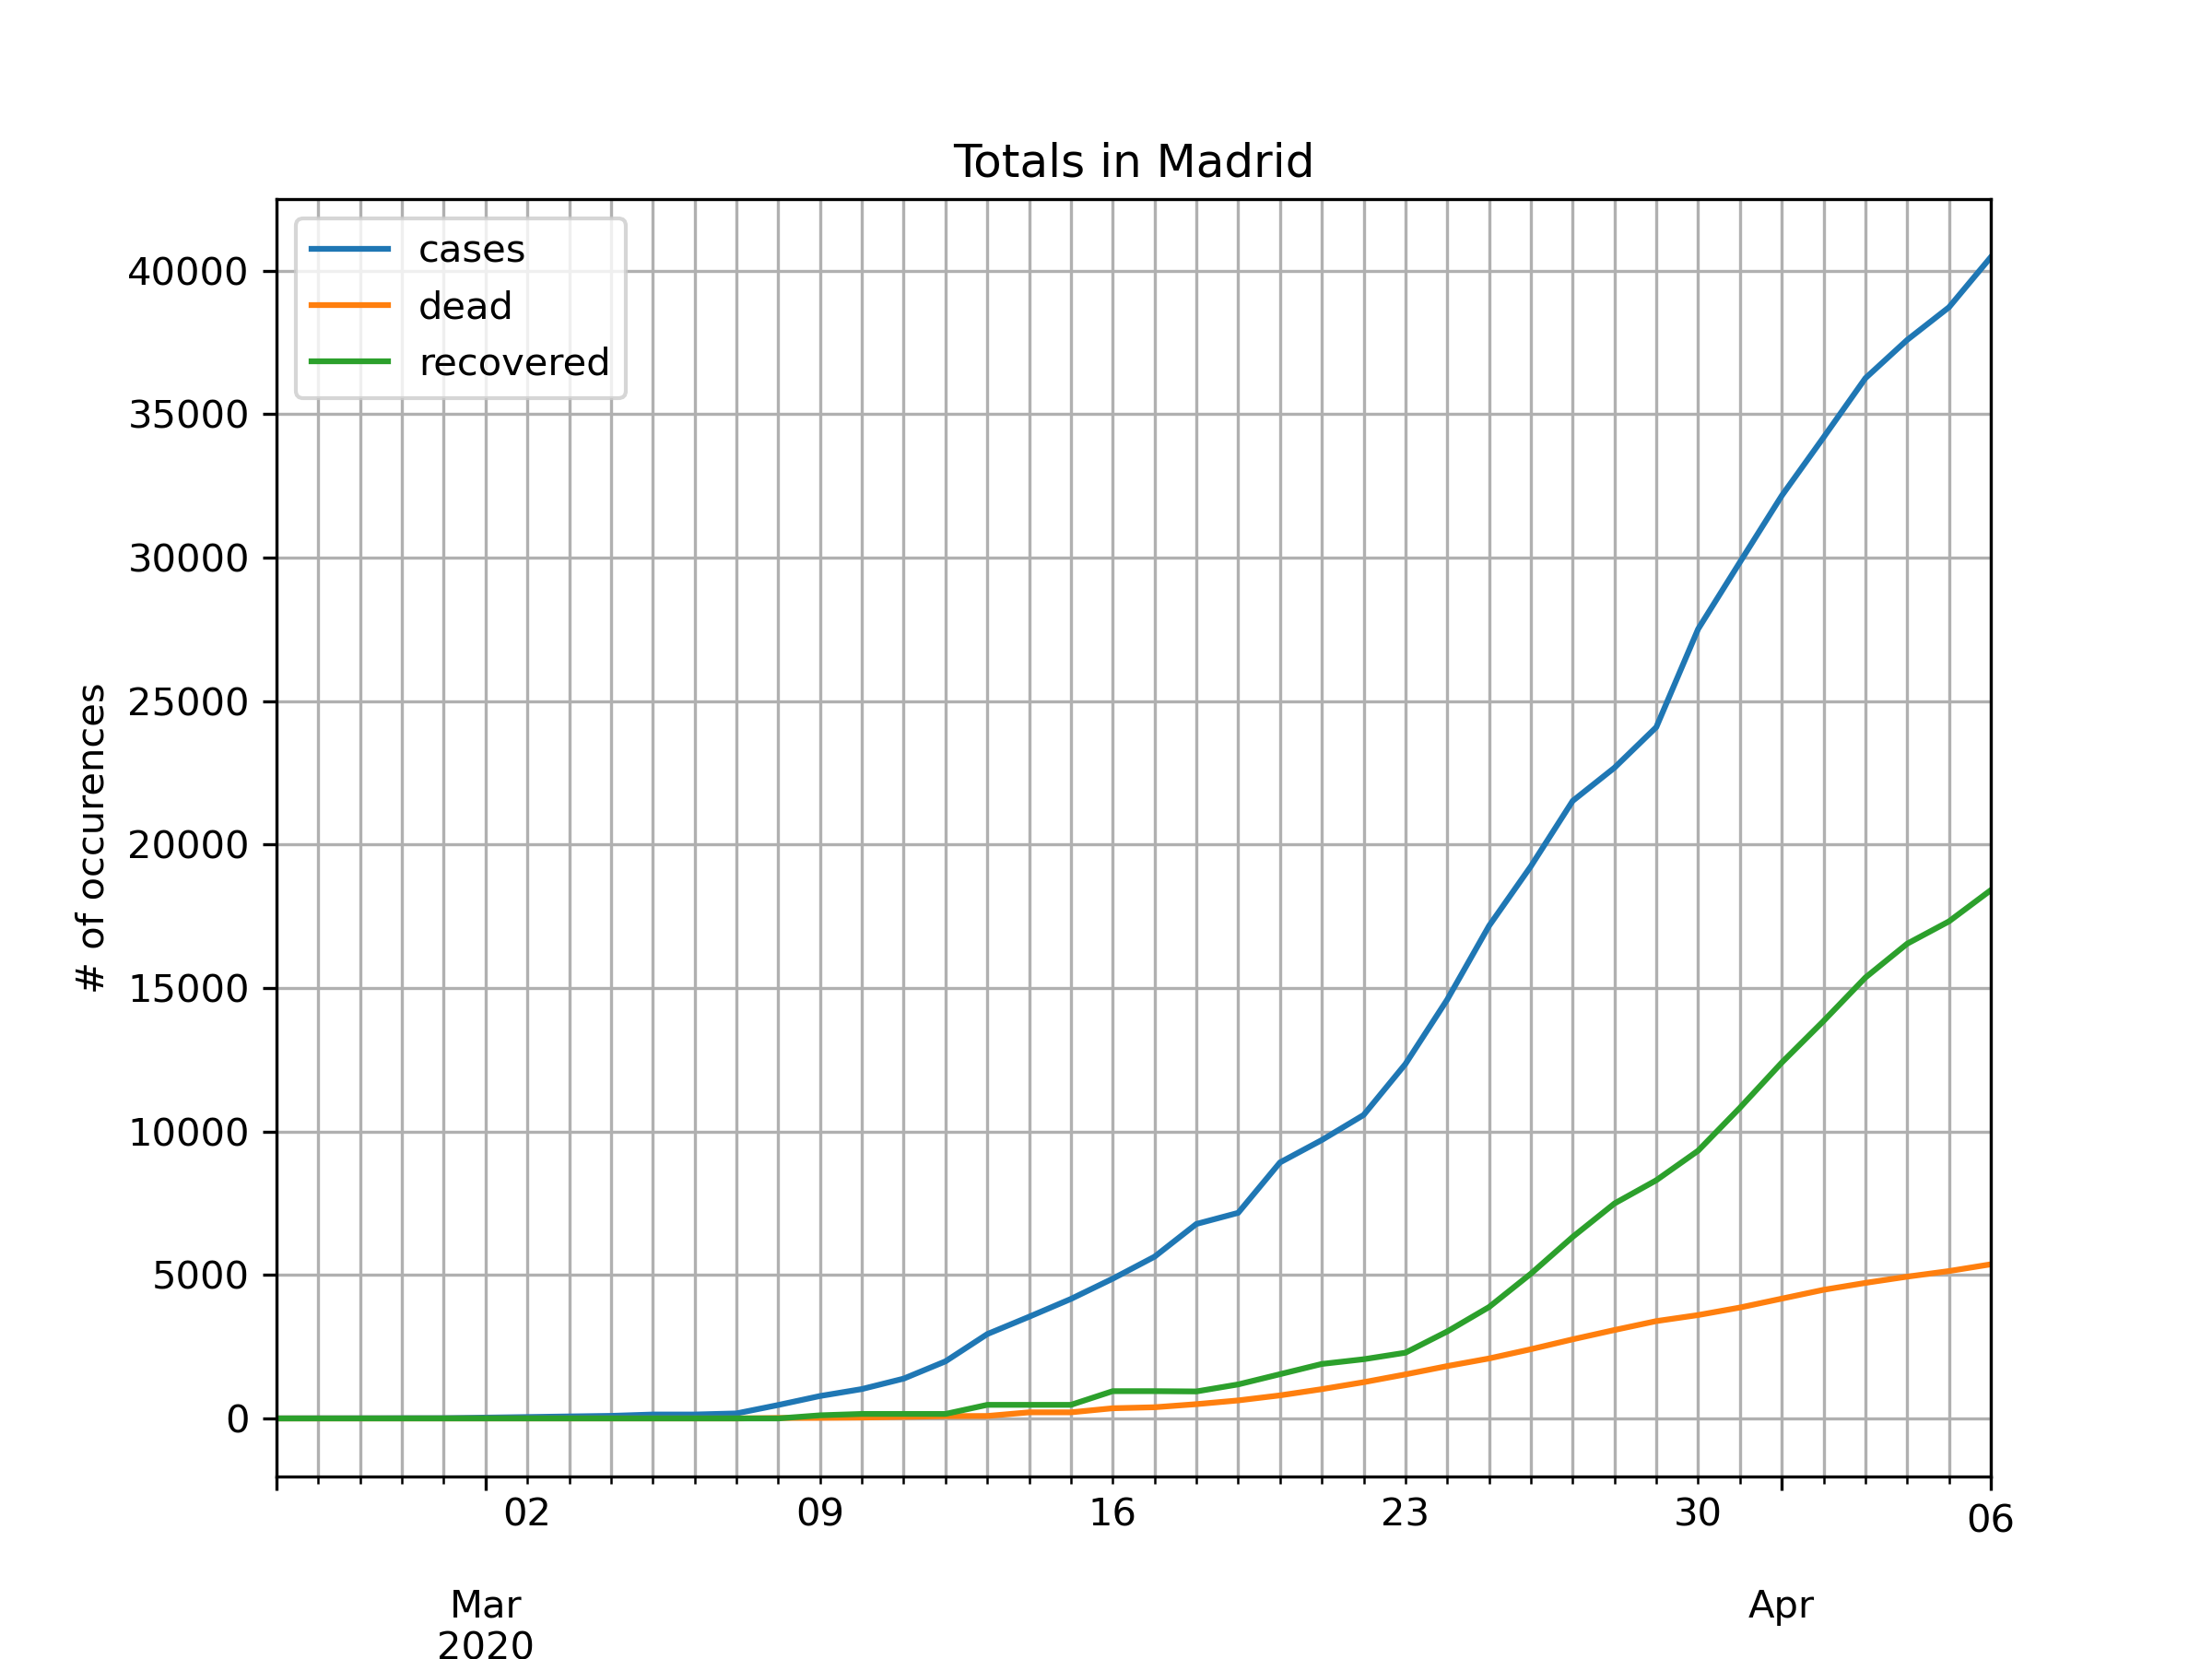 Totals in Madrid
cases
dead
recovered
# of occurences
40000
35000
30000
25000
20000
15000
10000
5000
0
02 09 16 23 30 06
Mar Apr
2020